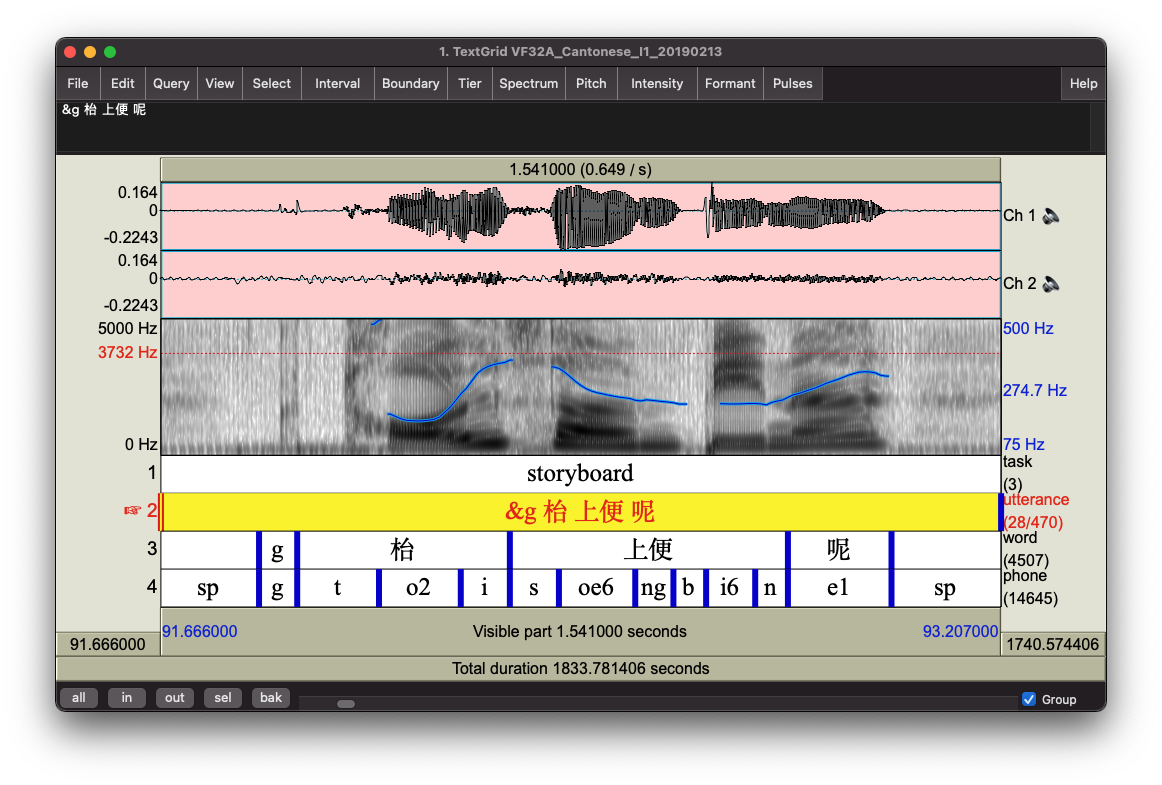 1. TextGrid VF32A_Cantonese_I1_20190213
File Edit Query View Select Interval Boundary Tier Spectrum Pitch Intensity Formant Pulses Help
&g 枱 上便 呢
1.541000 (0.649 / s)
0.164
0
-0.2243
Ch 1
0.164
0
-0.2243
Ch 2
5000 Hz 500 Hz
3732 Hz
274.7 Hz
0 Hz 75 Hz
1 storyboard task
(3)
2 &g 枱 上便 呢 utterance
(28/470)
3 g 枱 上便 呢 word
(4507)
4 sp g t o2 i s oe6 ng b i6 n e1 sp phone
(14645)
91.666000 Visible part 1.541000 seconds 93.207000
91.666000 1740.574406
Total duration 1833.781406 seconds
all in out sel bak Group